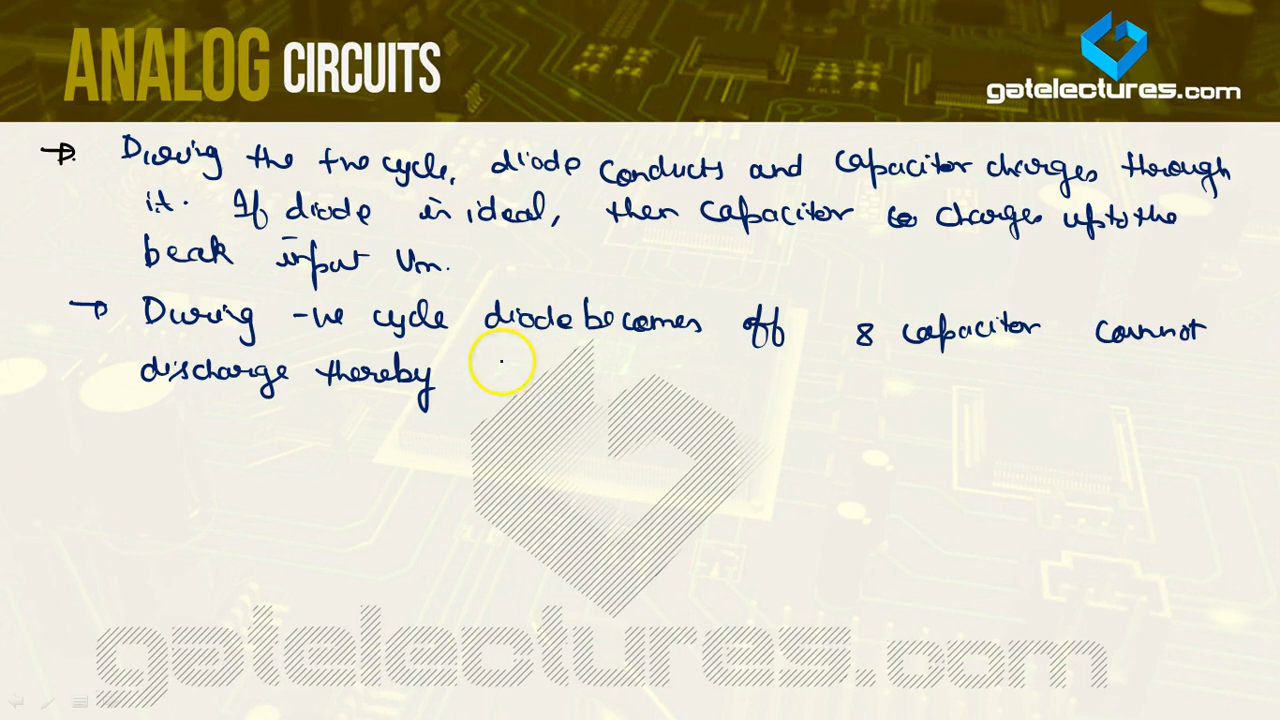 ANALOG CIRCUITS
gatelectures.com
→ During the +ve cycle, diode conducts and capacitor charges through
it. If diode is ideal, then capacitor charges upto the
peak input Vm.
→ During -ve cycle diode becomes off & capacitor cannot
discharge thereby
gatelectures.com